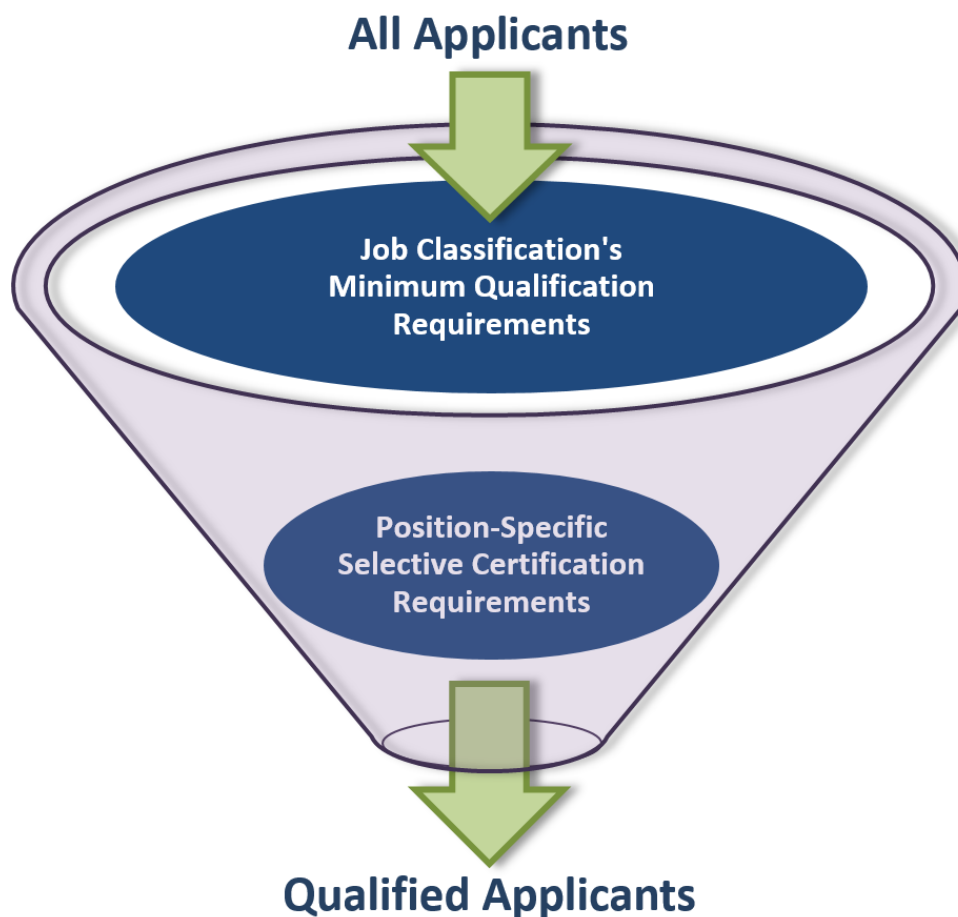 All Applicants
Job Classification's
Minimum Qualification
Requirements
Position-Specific
Selective Certification
Requirements
Qualified Applicants